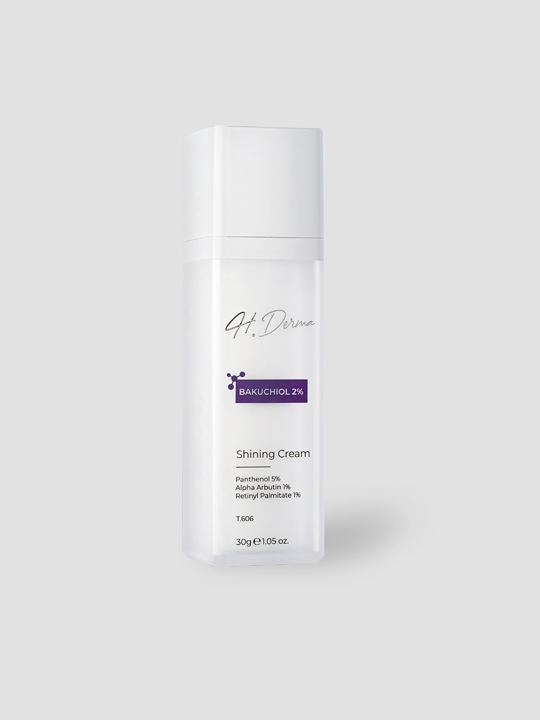 H. Derma
BAKUCHIOL 2%
Shining Cream
Panthenol 5%
Alpha Arbutin 1%
Retinyl Palmitate 1%
T.606
30g ℮ 1.05 oz.